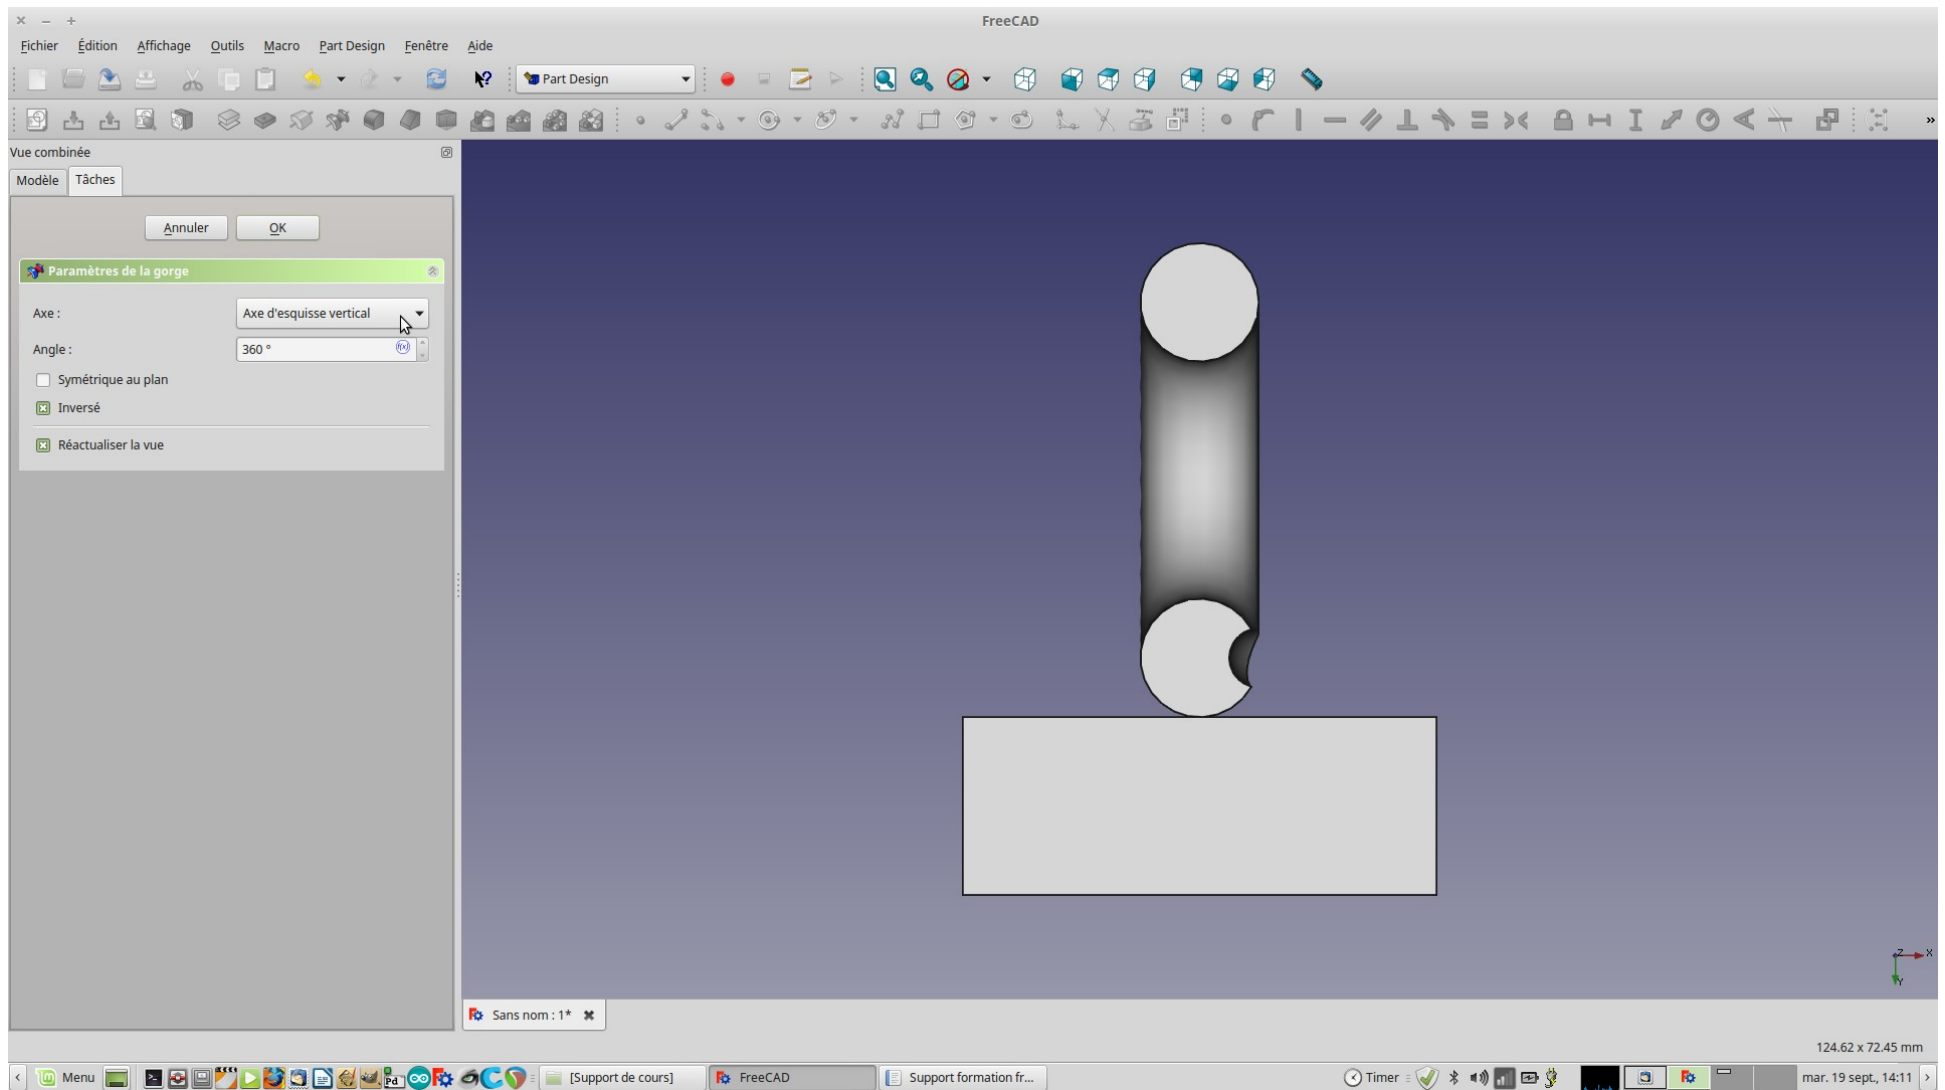 FreeCAD
Fichier Édition Affichage Outils Macro Part Design Fenêtre Aide
Part Design
Vue combinée
Modèle Tâches
Annuler OK
Paramètres de la gorge
Axe : Axe d'esquisse vertical
Angle : 360 °
Symétrique au plan
Inversé
Réactualiser la vue
Z X
Y
Sans nom : 1*
124.62 x 72.45 mm
Menu Pd [Support de cours] FreeCAD Support formation fr... Timer mar. 19 sept., 14:11